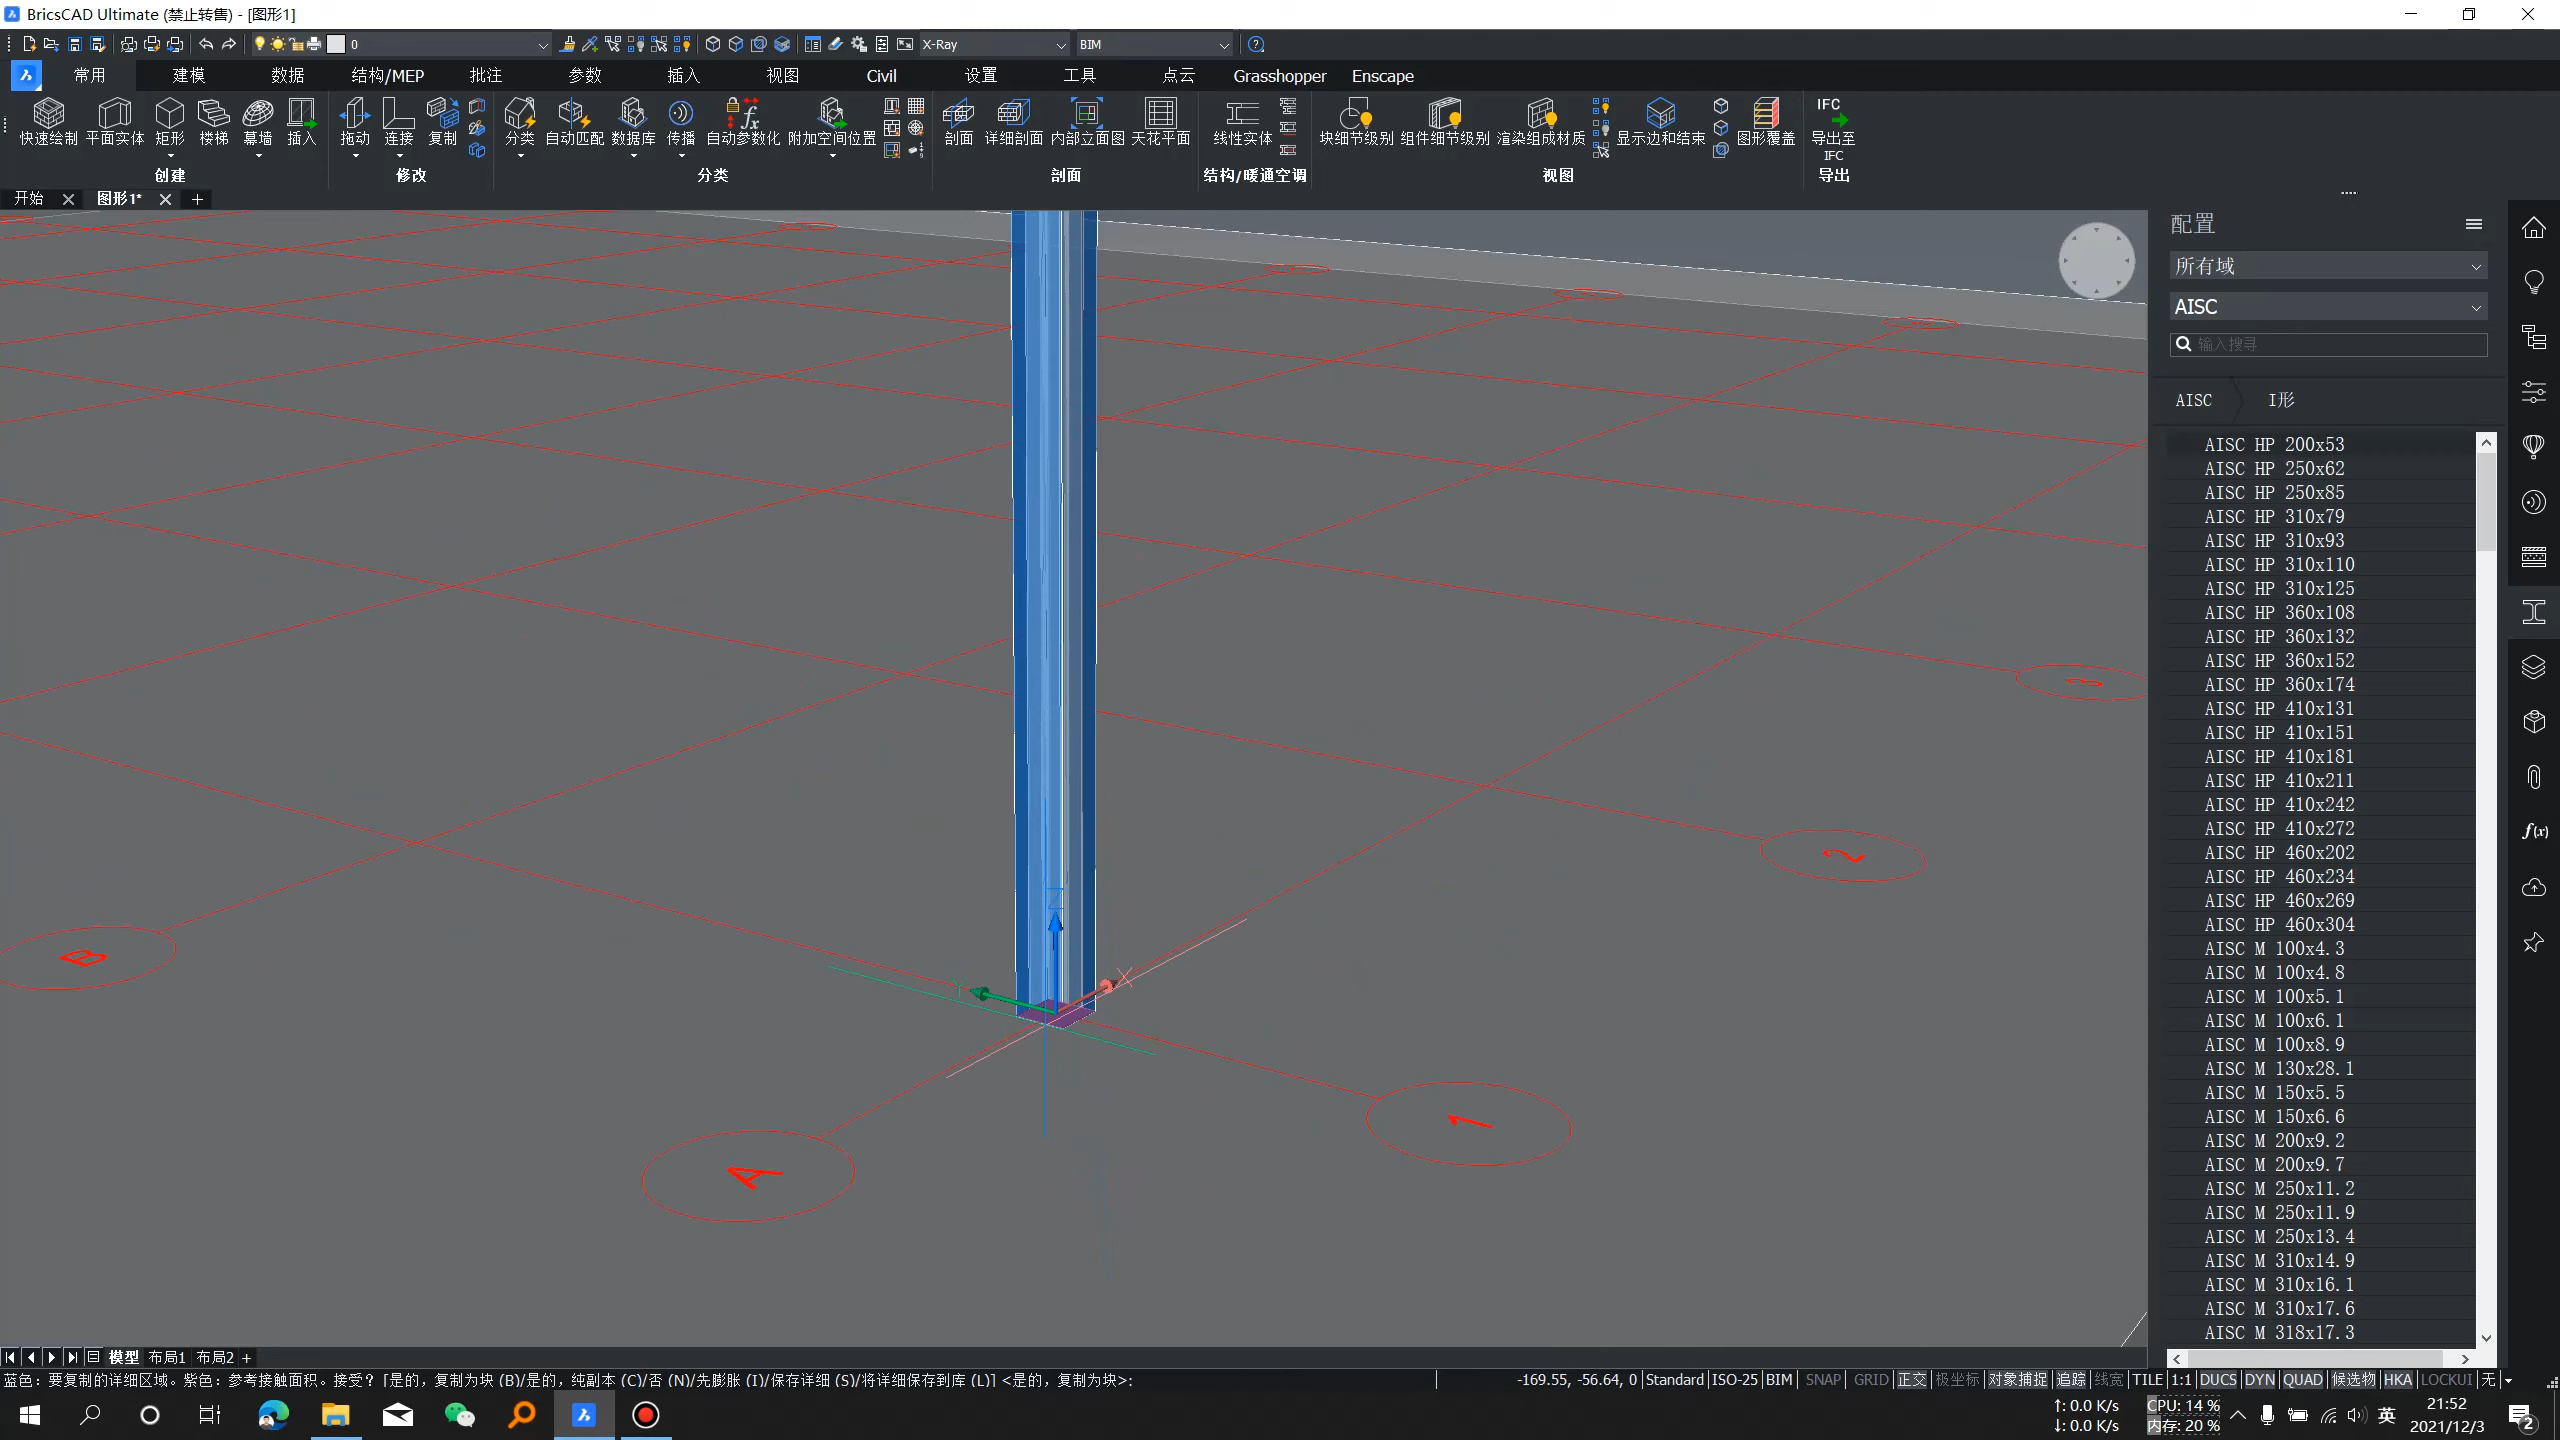 BricsCAD Ultimate (禁止转售) - [图形1]
0
X-Ray
BIM
常用 建模 数据 结构/MEP 批注 参数 插入 视图 Civil 设置 工具 点云 Grasshopper Enscape
快速绘制 平面实体 矩形 楼梯 幕墙 插入 拖动 连接 复制 分类 自动匹配 数据库 传播 自动参数化 附加空间位置 剖面 详细剖面 内部立面图 天花平面 线性实体 块细节级别 组件细节级别 渲染组成材质 显示边和结束 图形覆盖 IFC 导出至 IFC
创建 修改 分类 剖面 结构/暖通空调 视图 导出
开始 图形1*
配置
所有域
AISC
输入搜寻
AISC I形
AISC HP 200x53
AISC HP 250x62
AISC HP 250x85
AISC HP 310x79
AISC HP 310x93
AISC HP 310x110
AISC HP 310x125
AISC HP 360x108
AISC HP 360x132
AISC HP 360x152
AISC HP 360x174
AISC HP 410x131
AISC HP 410x151
AISC HP 410x181
AISC HP 410x211
AISC HP 410x242
AISC HP 410x272
AISC HP 460x202
AISC HP 460x234
AISC HP 460x269
AISC HP 460x304
AISC M 100x4.3
AISC M 100x4.8
AISC M 100x5.1
AISC M 100x6.1
AISC M 100x8.9
AISC M 130x28.1
AISC M 150x5.5
AISC M 150x6.6
AISC M 200x9.2
AISC M 200x9.7
AISC M 250x11.2
AISC M 250x11.9
AISC M 250x13.4
AISC M 310x14.9
AISC M 310x16.1
AISC M 310x17.6
AISC M 318x17.3
f(x)
2
B
Z
Y
X
1
A
模型 布局1 布局2 +
蓝色: 要复制的详细区域。紫色: 参考接触面积。接受? [是的, 复制为块 (B)/是的, 纯副本 (C)/否 (N)/先膨胀 (I)/保存详细 (S)/将详细保存到库 (L)] <是的, 复制为块>:
-169.55, -56.64, 0 Standard ISO-25 BIM SNAP GRID 正交 极坐标 对象捕捉 追踪 线宽 TILE 1:1 DUCS DYN QUAD 候选物 HKA LOCKUI 无
↑: 0.0 K/s
↓: 0.0 K/s
CPU: 14 %
内存: 20 %
英
21:52
2021/12/3
2